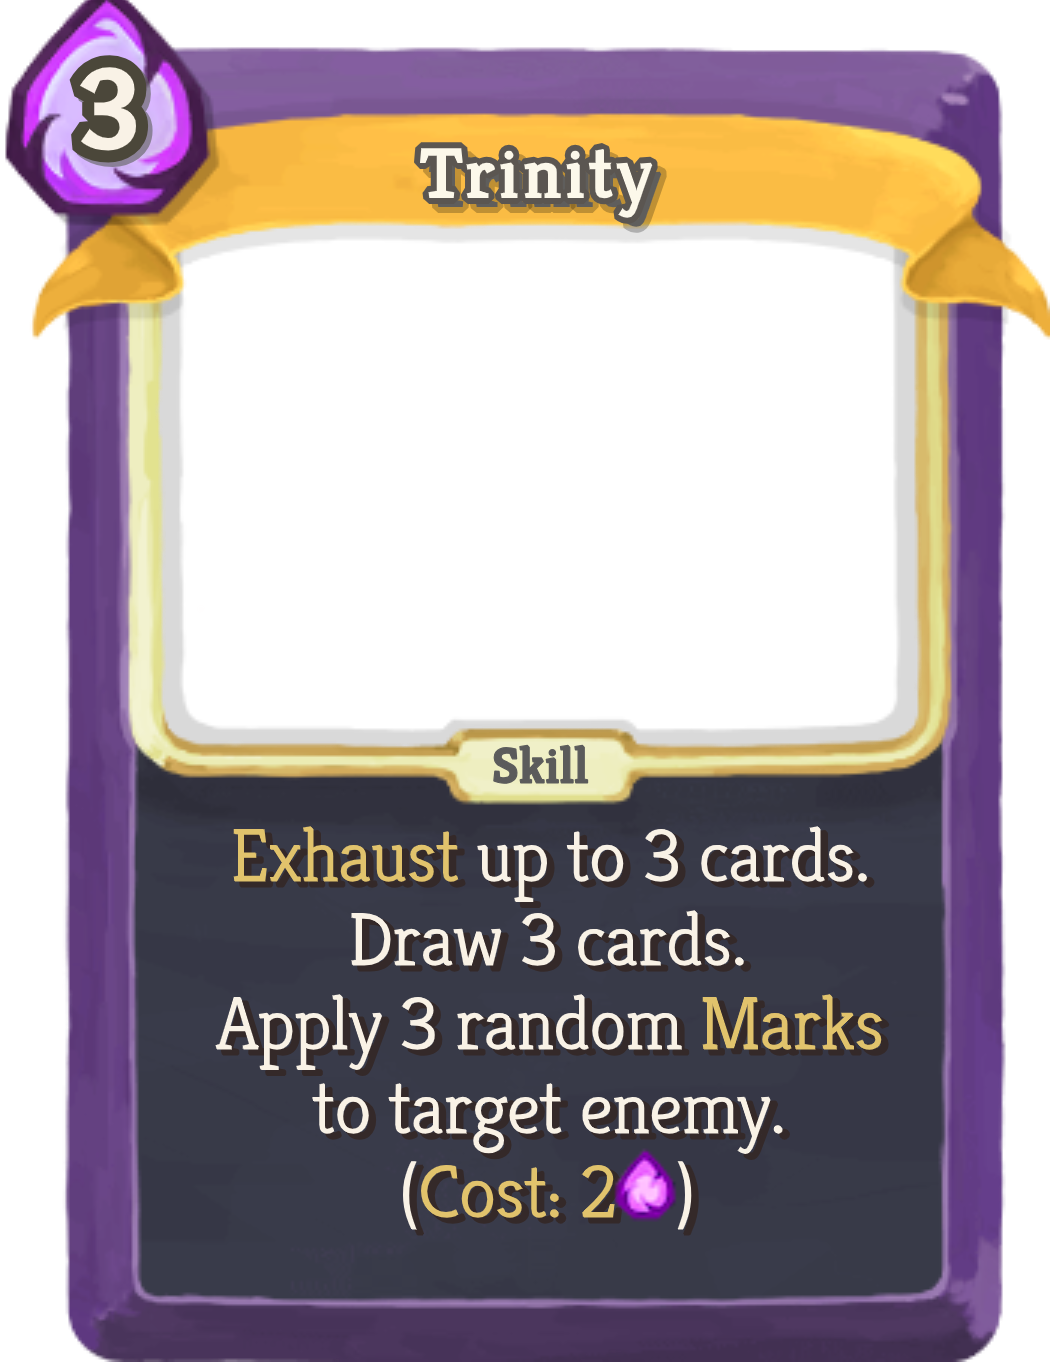 3
Trinity
Skill
Exhaust up to 3 cards.
Draw 3 cards.
Apply 3 random Marks
to target enemy.
(Cost: 2)